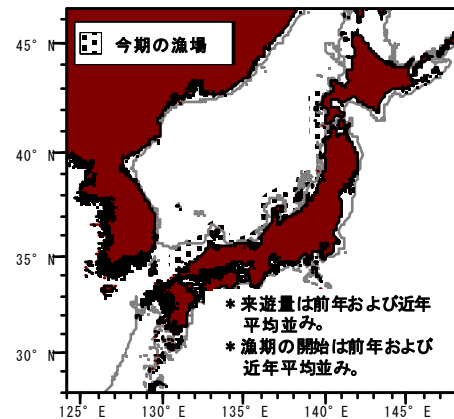 45° N
今期の漁場
40° N
35° N
30° N
＊来遊量は前年および近年
平均並み。
＊漁期の開始は前年および
近年平均並み。
125° E 130° E 135° E 140° E 145° E